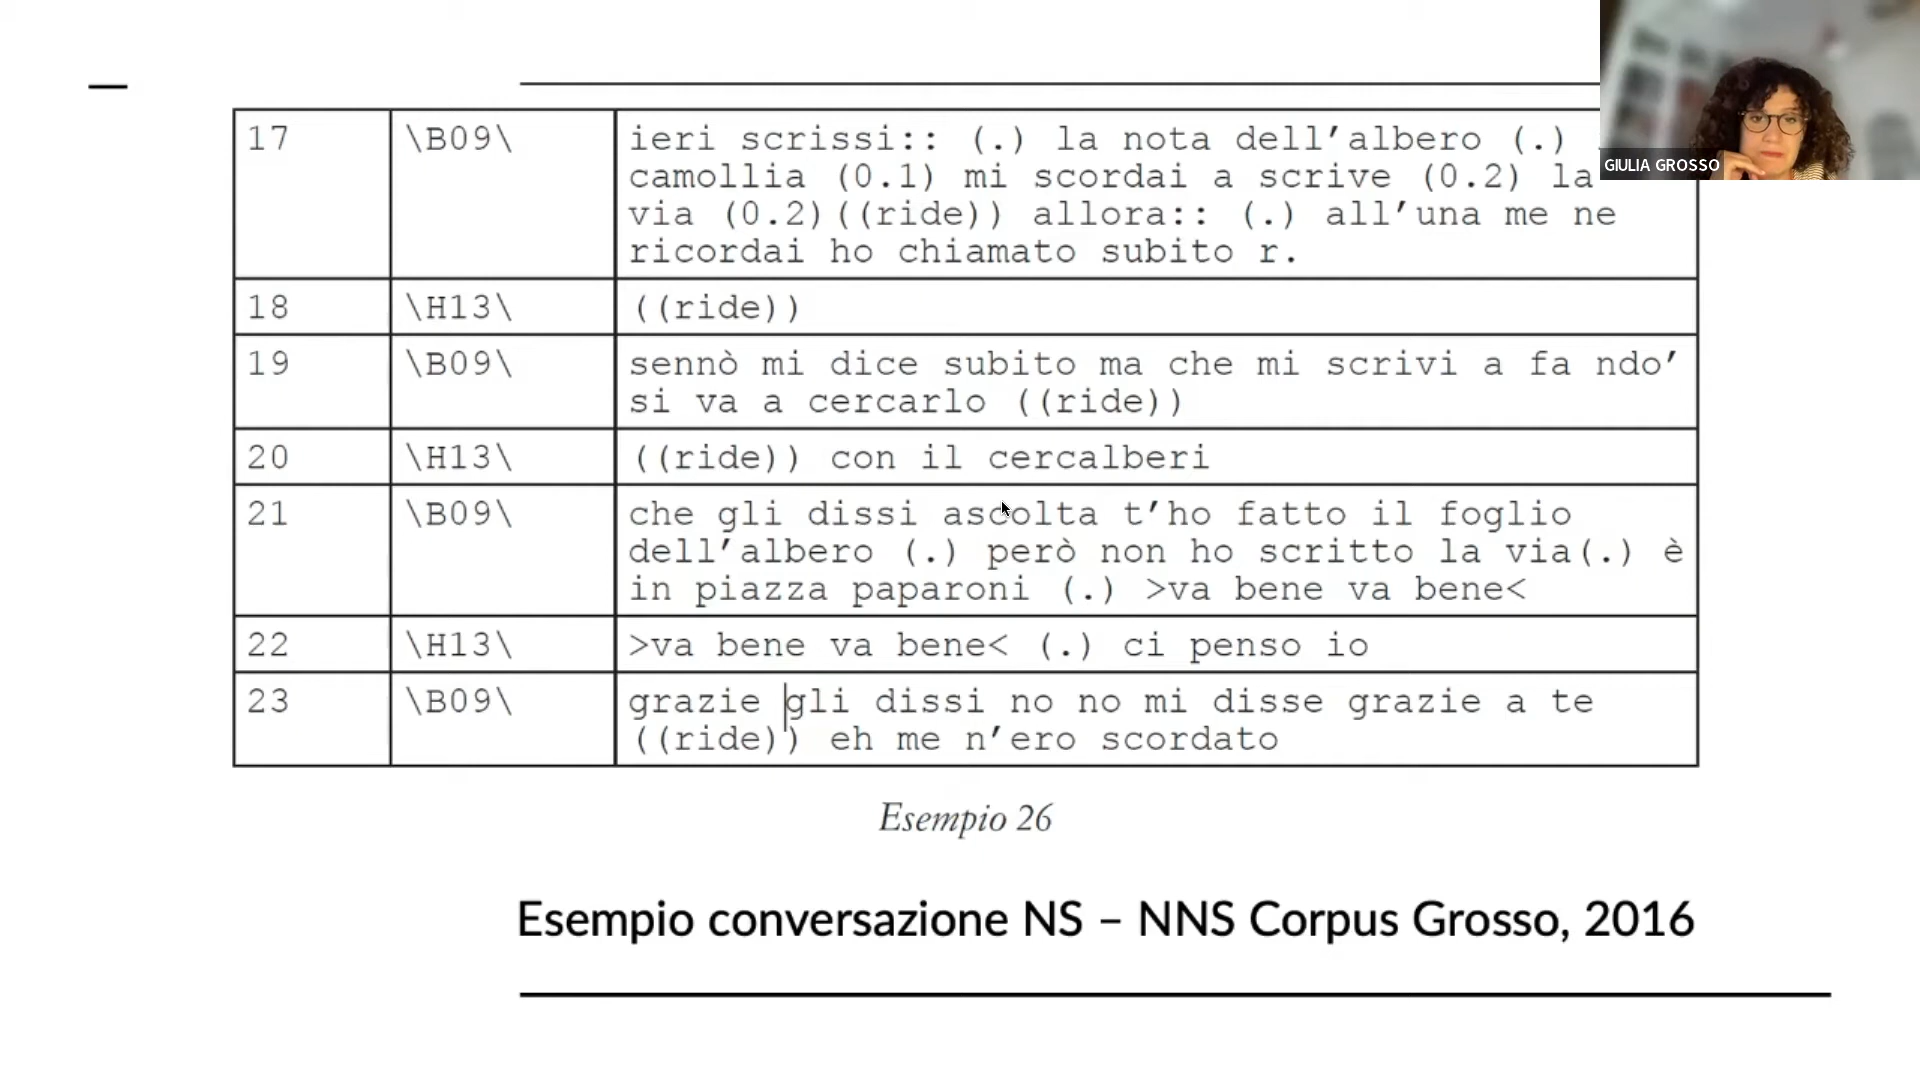 17 \B09\ ieri scrissi:: (.) la nota dell’albero (.)
camollia (0.1) mi scordai a scrive (0.2) la
via (0.2)((ride)) allora:: (.) all’una me ne
ricordai ho chiamato subito r.
18 \H13\ ((ride))
19 \B09\ sennò mi dice subito ma che mi scrivi a fa ndo’
si va a cercarlo ((ride))
20 \H13\ ((ride)) con il cercalberi
21 \B09\ che gli dissi ascolta t’ho fatto il foglio
dell’albero (.) però non ho scritto la via(.) è
in piazza paparoni (.) >va bene va bene<
22 \H13\ >va bene va bene< (.) ci penso io
23 \B09\ grazie gli dissi no no mi disse grazie a te
((ride)) eh me n’ero scordato
Esempio 26
Esempio conversazione NS – NNS Corpus Grosso, 2016
GIULIA GROSSO